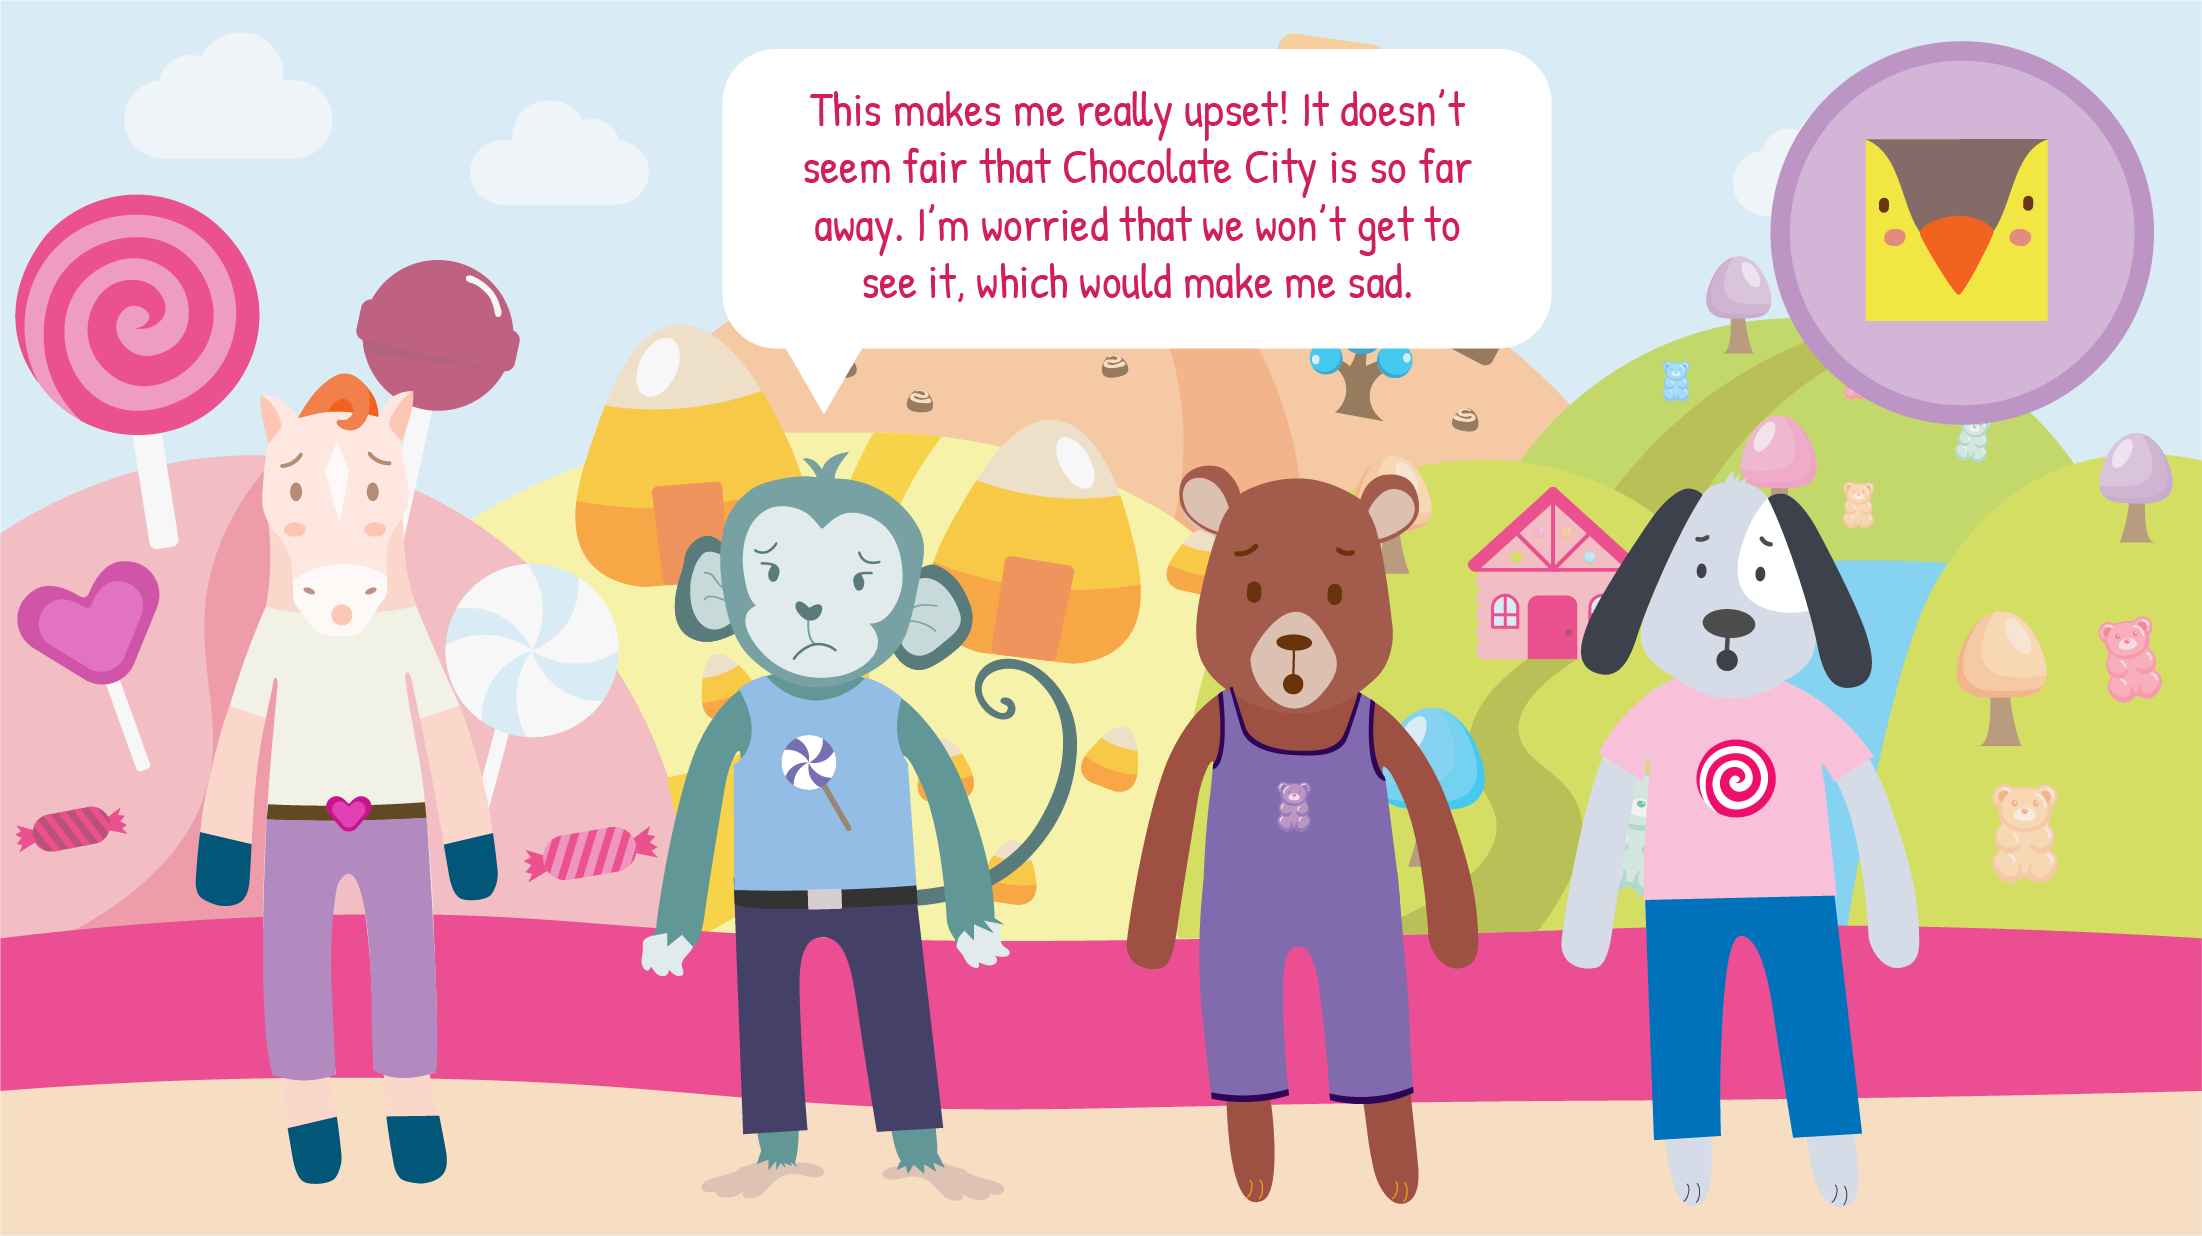 This makes me really upset! It doesn't
seem fair that Chocolate City is so far
away. I'm worried that we won't get to
see it, which would make me sad.